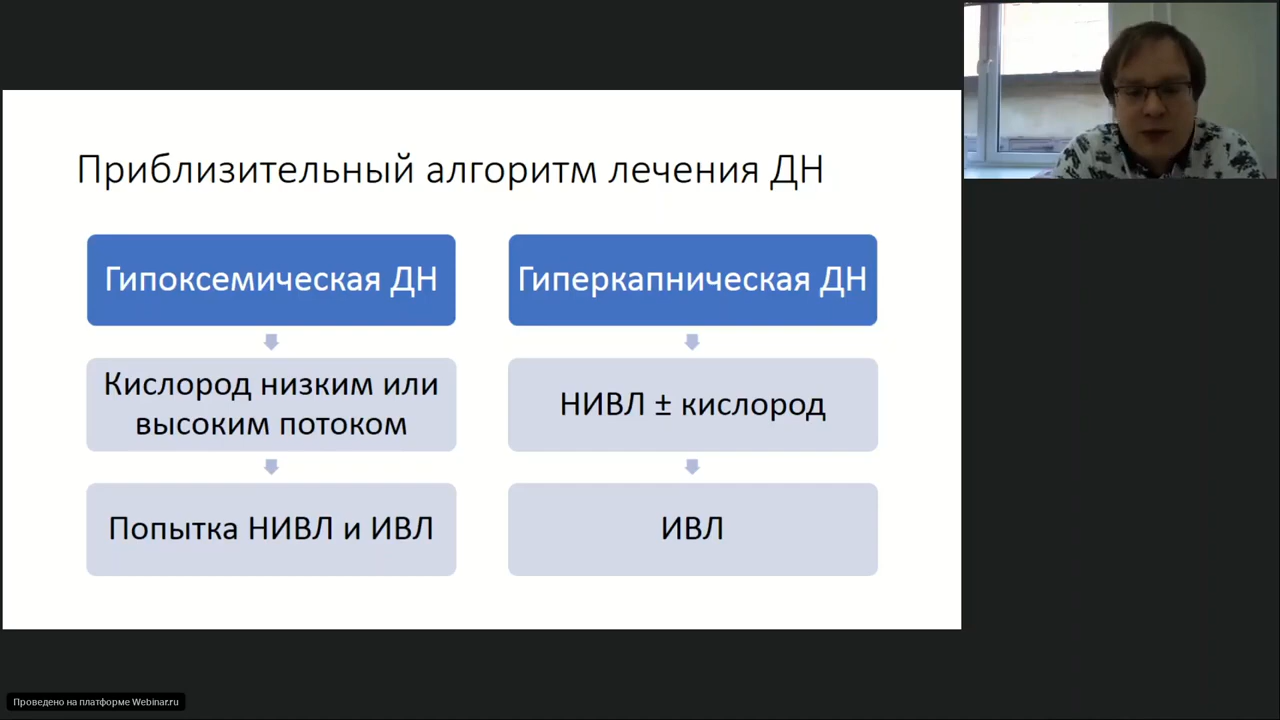 Приблизительный алгоритм лечения ДН
Гипоксемическая ДН
Кислород низким или
высоким потоком
Попытка НИВЛ и ИВЛ
Гиперкапническая ДН
НИВЛ ± кислород
ИВЛ
Проведено на платформе Webinar.ru